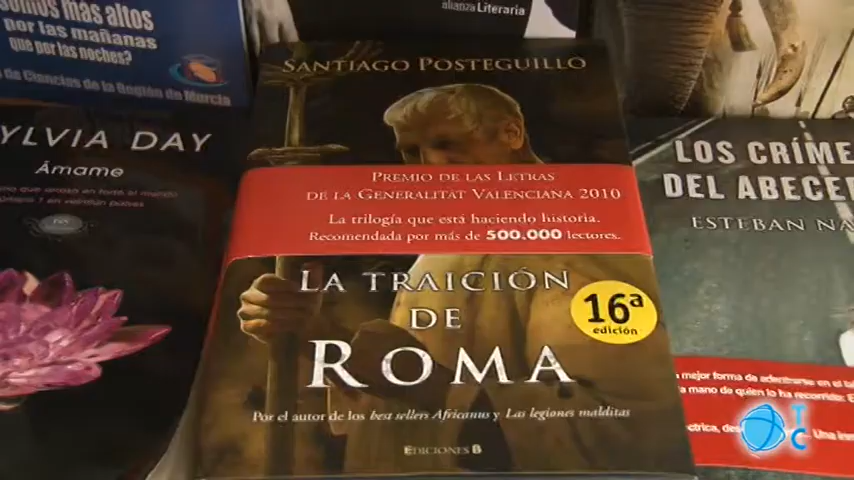 somos más altos
por las mañanas
que por las noches?
de Ciencias de la Región de Murcia
alianza Literaria
SYLVIA DAY
Ámame
SANTIAGO POSTEGUILLO
PREMIO DE LAS LETRAS
DE LA GENERALITAT VALENCIANA 2010
LA TRILOGÍA QUE ESTÁ HACIENDO HISTORIA.
RECOMENDADA POR MÁS DE 500.000 LECTORES.
LA TRAICIÓN
DE
ROMA
16ª
edición
Por el autor de los best sellers Africanus y Las legiones malditas
EDICIONES B
LOS CRÍME
DEL ABECE
ESTEBAN NA
mejor forma de adentrarse en el
mano de quien lo ha recorrido: E
TC